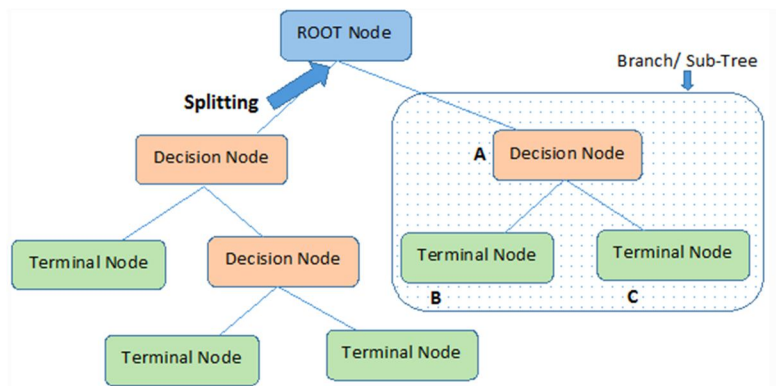 ROOT Node
Branch/ Sub-Tree
Splitting
Decision Node
A
Decision Node
Terminal Node
Decision Node
Terminal Node
Terminal Node
B
C
Terminal Node
Terminal Node